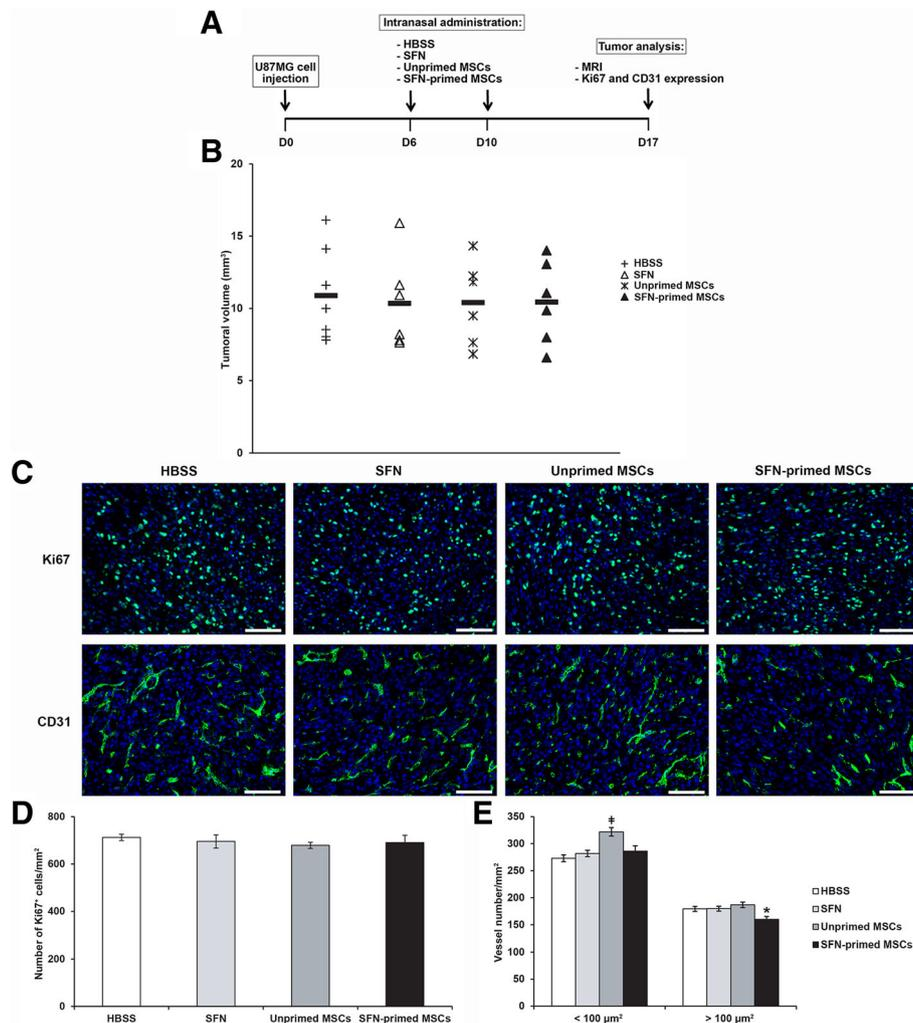 A
Intranasal administration:
- HBSS
- SFN
- Unprimed MSCs
- SFN-primed MSCs
Tumor analysis:
- MRI
- Ki67 and CD31 expression
U87MG cell
injection
D0
D6
D10
D17
B
Tumoral volume (mm³)
20
15
10
5
0
HBSS
SFN
Unprimed MSCs
SFN-primed MSCs
C
HBSS
SFN
Unprimed MSCs
SFN-primed MSCs
Ki67
CD31
D
Number of Ki67⁺ cells/mm²
800
600
400
200
0
HBSS
SFN
Unprimed MSCs
SFN-primed MSCs
E
Vessel number/mm²
350
300
250
200
150
100
50
0
ǂ
*
< 100 µm²
> 100 µm²
HBSS
SFN
Unprimed MSCs
SFN-primed MSCs